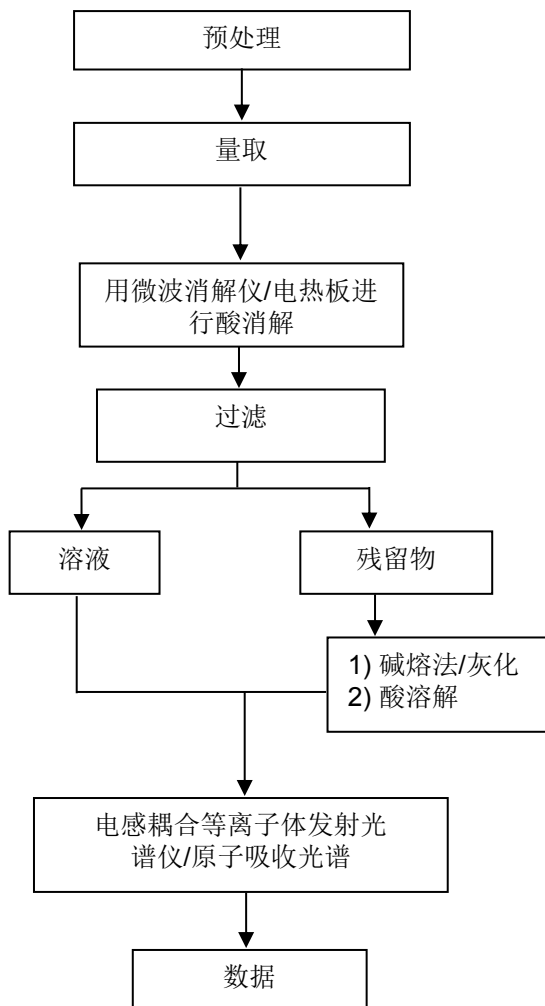 预处理
量取
用微波消解仪/电热板进
行酸消解
过滤
溶液
残留物
1) 碱熔法/灰化
2) 酸溶解
电感耦合等离子体发射光
谱仪/原子吸收光谱
数据